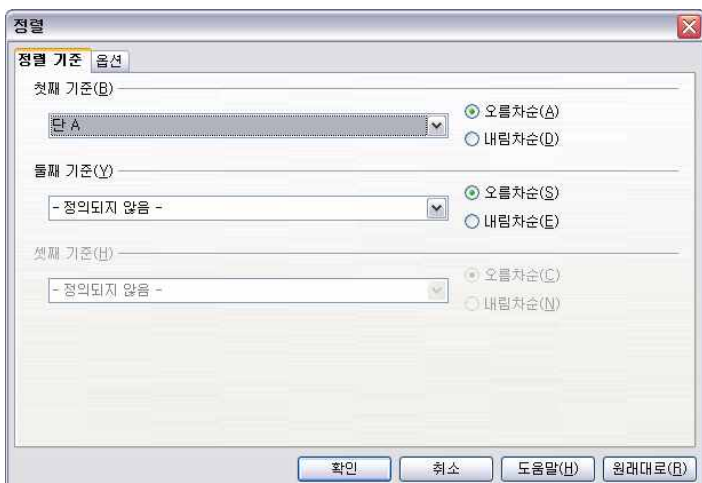 정렬
정렬 기준 옵션
첫째 기준(B)
단 A
오름차순(A)
내림차순(D)
둘째 기준(Y)
- 정의되지 않음 -
오름차순(S)
내림차순(E)
셋째 기준(H)
- 정의되지 않음 -
오름차순(C)
내림차순(N)
확인 취소 도움말(H) 원래대로(R)